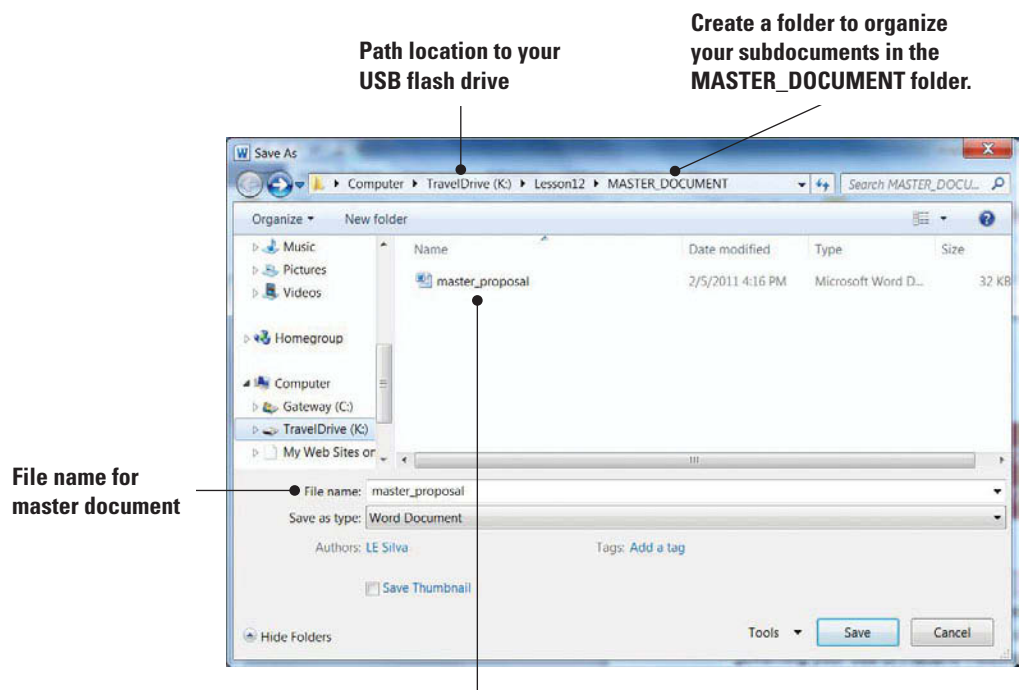 Path location to your
USB flash drive
Create a folder to organize
your subdocuments in the
MASTER_DOCUMENT folder.
Save As
Computer TravelDrive (K:) Lesson12 MASTER_DOCUMENT
Search MASTER_DOCU...
Organize New folder
Name Date modified Type Size
Music
Pictures
Videos
master_proposal 2/5/2011 4:16 PM Microsoft Word D... 32 KB
Homegroup
Computer
Gateway (C:)
TravelDrive (K:)
My Web Sites or
File name for
master document
File name: master_proposal
Save as type: Word Document
Authors: LE Silva Tags: Add a tag
Save Thumbnail
Hide Folders Tools Save Cancel